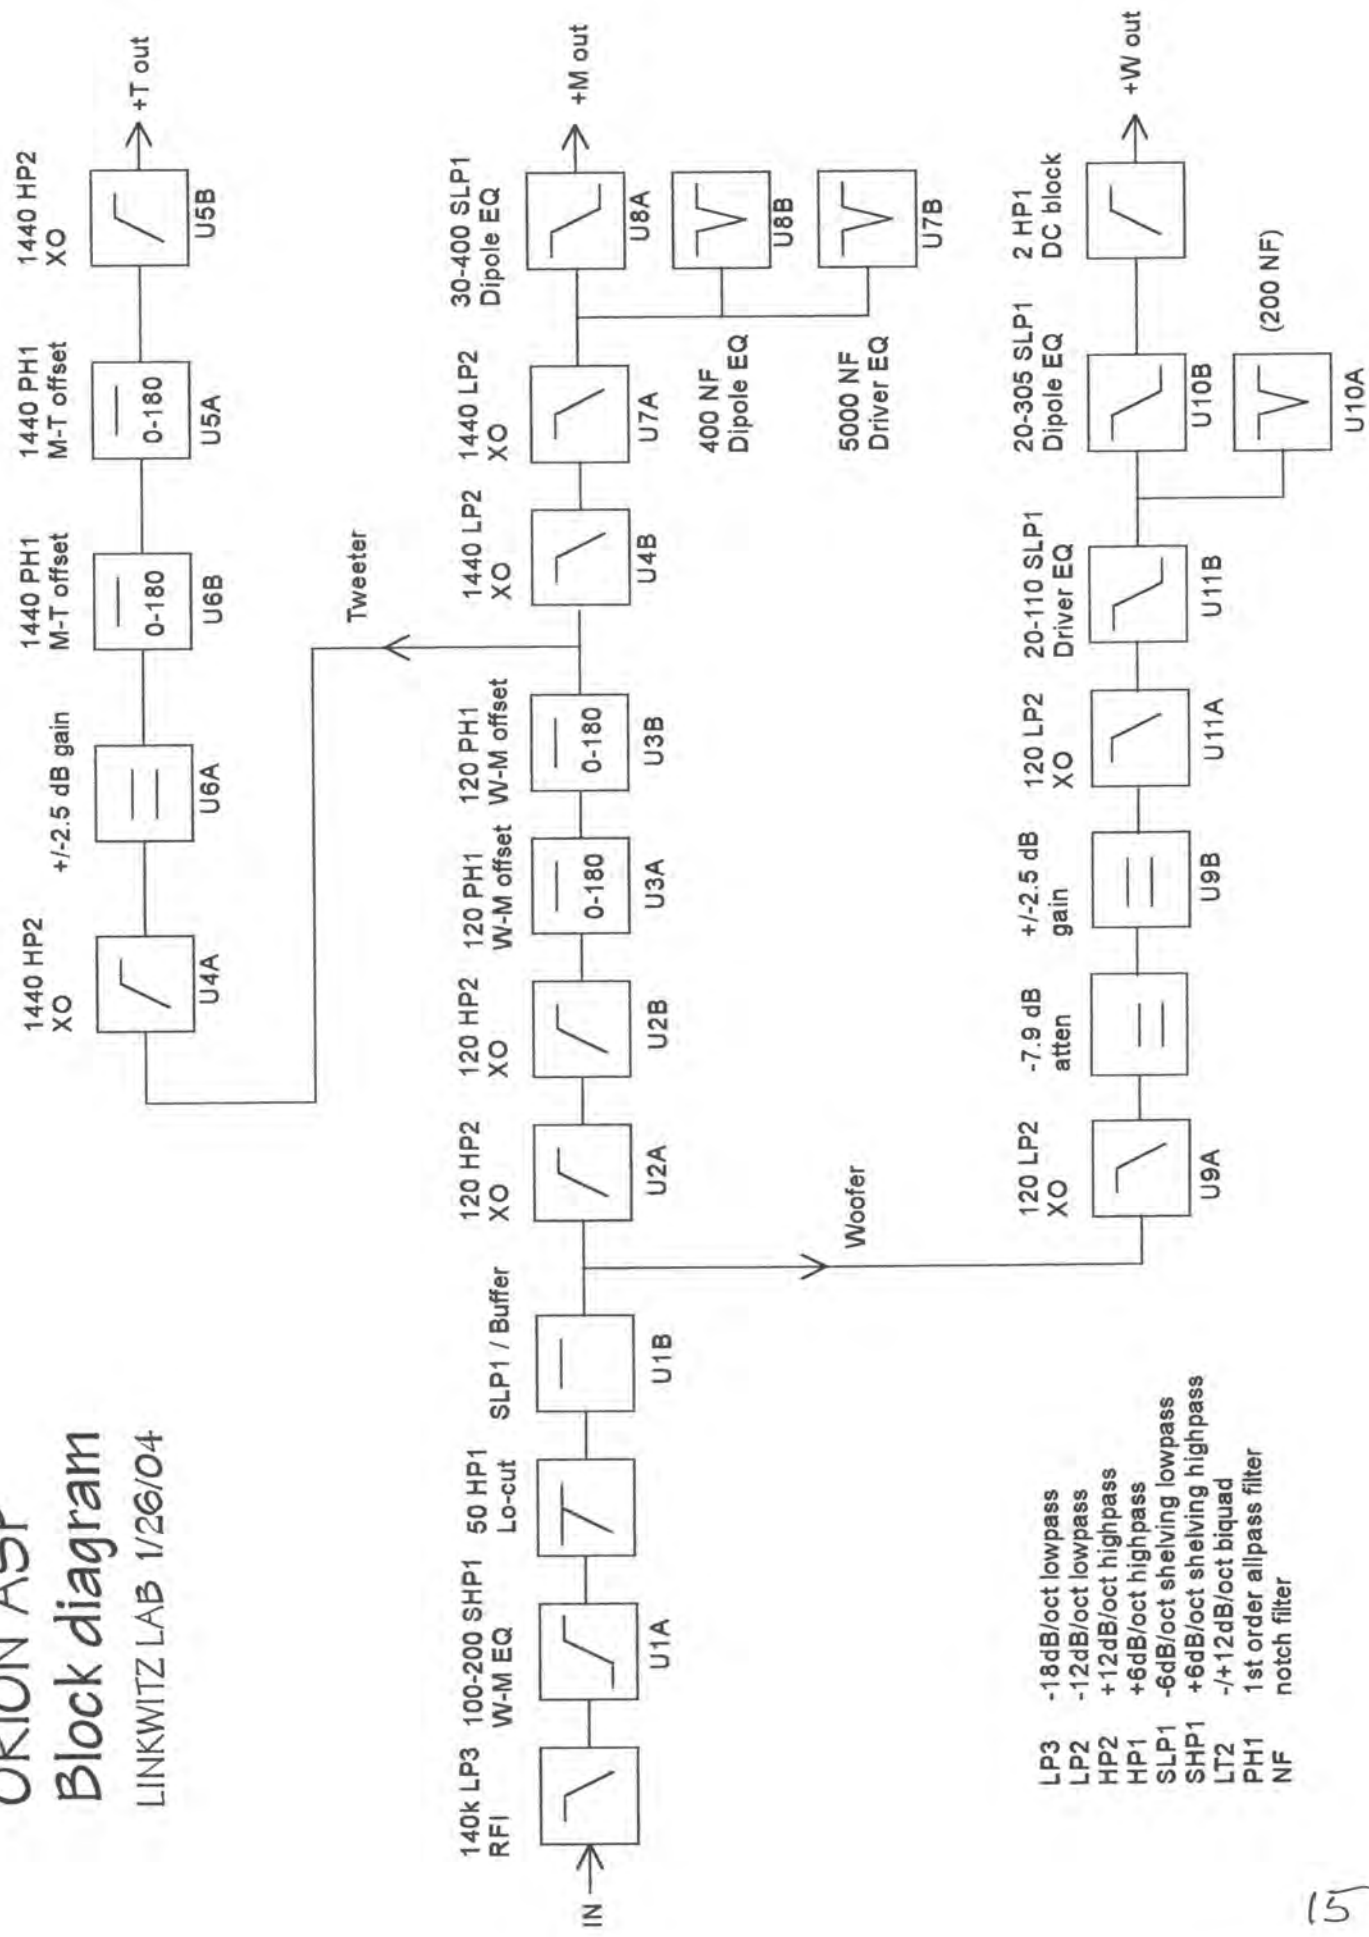 ORION ASP
Block diagram
LINKWITZ LAB 1/26/04
1440 HP2
XO
U4A
+/-2.5 dB gain
U6A
1440 PH1
M-T offset
0-180
U6B
1440 PH1
M-T offset
0-180
U5A
1440 HP2
XO
U5B
+T out
Tweeter
IN
140k LP3
RFI
100-200 SHP1
W-M EQ
U1A
50 HP1
Lo-cut
SLP1 / Buffer
U1B
120 HP2
XO
U2A
120 HP2
XO
U2B
120 PH1
W-M offset
0-180
U3A
120 PH1
W-M offset
0-180
U3B
1440 LP2
XO
U4B
1440 LP2
XO
U7A
30-400 SLP1
Dipole EQ
U8A
+M out
400 NF
Dipole EQ
U8B
5000 NF
Driver EQ
U7B
Woofer
120 LP2
XO
U9A
-7.9 dB
atten
+/-2.5 dB
gain
U9B
120 LP2
XO
U11A
20-110 SLP1
Driver EQ
U11B
20-305 SLP1
Dipole EQ
U10B
2 HP1
DC block
+W out
(200 NF)
U10A
LP3 -18dB/oct lowpass
LP2 -12dB/oct lowpass
HP2 +12dB/oct highpass
HP1 +6dB/oct highpass
SLP1 -6dB/oct shelving lowpass
SHP1 +6dB/oct shelving highpass
LT2 -/+12dB/oct biquad
PH1 1st order allpass filter
NF notch filter
15